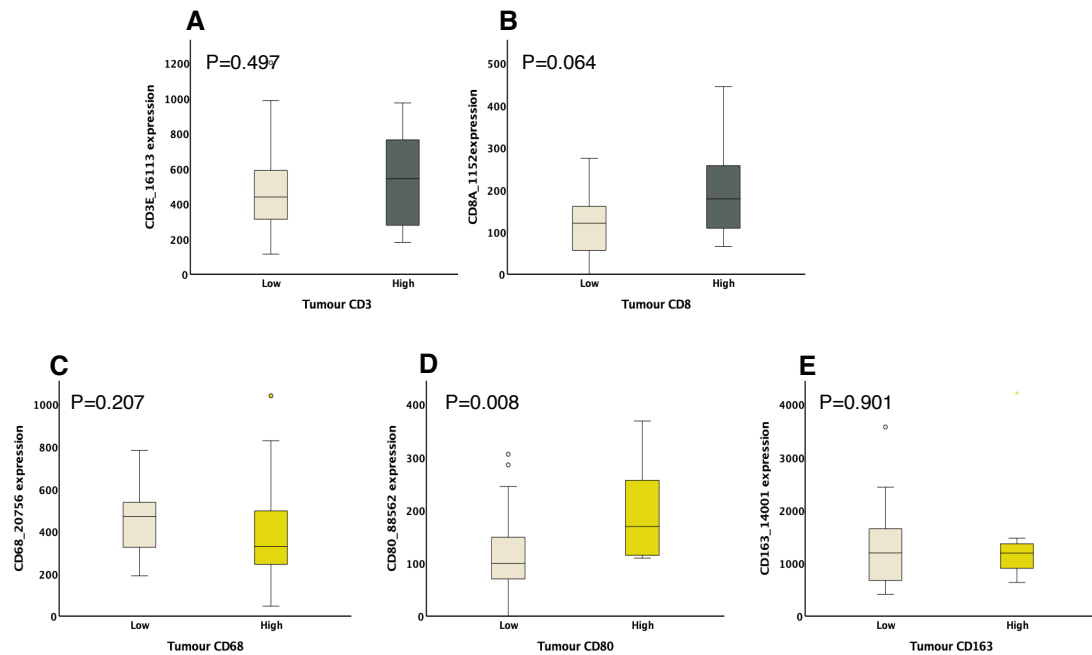 A
B
P=0.497
P=0.064
CD3E_16113 expression
1200
1000
800
600
400
200
0
Low
High
Tumour CD3
CD8A_1152expression
500
400
300
200
100
0
Low
High
Tumour CD8
C
D
E
P=0.207
P=0.008
P=0.901
CD68_20756 expression
1000
800
600
400
200
0
Low
High
Tumour CD68
CD80_88562 expression
400
300
200
100
0
Low
High
Tumour CD80
CD163_14001 expression
4000
3000
2000
1000
0
Low
High
Tumour CD163